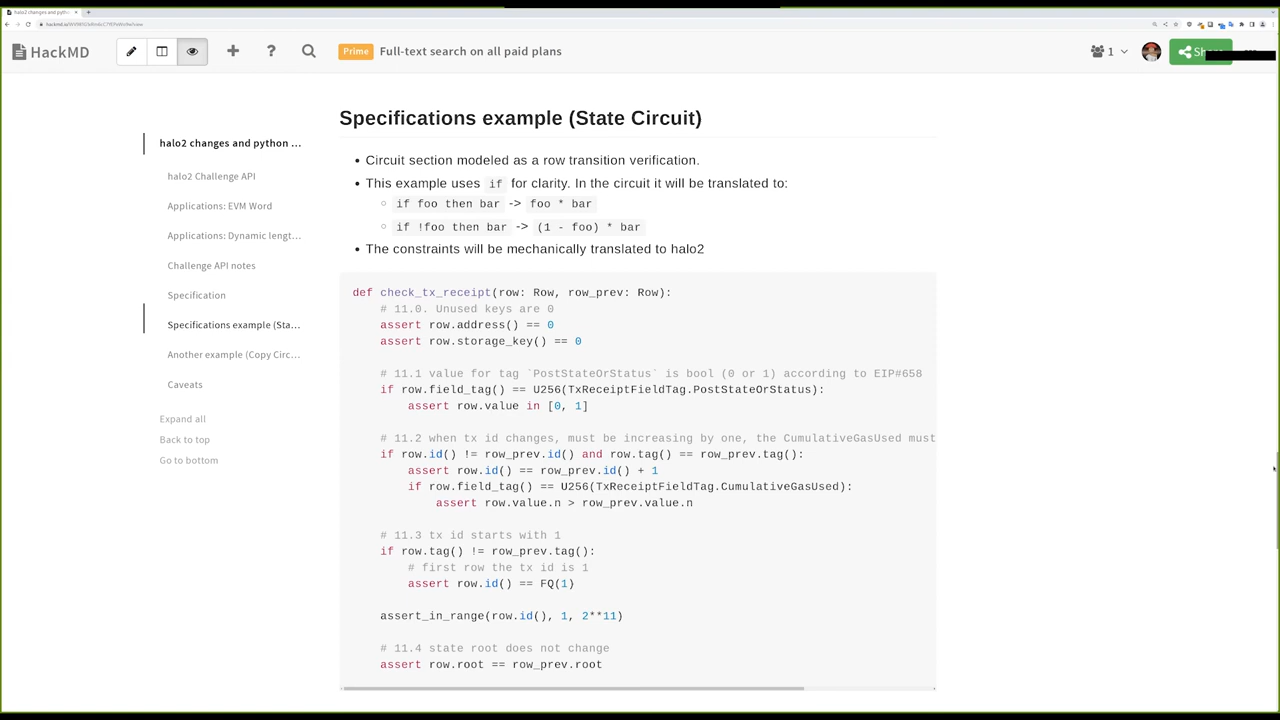 halo2 changes and pyth
HackMD
?
Prime Full-text search on all paid plans
1
Sh
halo2 changes and python …
halo2 Challenge API
Applications: EVM Word
Applications: Dynamic lengt…
Challenge API notes
Specification
Specifications example (Sta…
Another example (Copy Circ…
Caveats
Expand all
Back to top
Go to bottom
Specifications example (State Circuit)
• Circuit section modeled as a row transition verification.
• This example uses if for clarity. In the circuit it will be translated to:
○ if foo then bar -> foo * bar
○ if !foo then bar -> (1 - foo) * bar
• The constraints will be mechanically translated to halo2
def check_tx_receipt(row: Row, row_prev: Row):
    # 11.0. Unused keys are 0
    assert row.address() == 0
    assert row.storage_key() == 0
    # 11.1 value for tag `PostStateOrStatus` is bool (0 or 1) according to EIP#658
    if row.field_tag() == U256(TxReceiptFieldTag.PostStateOrStatus):
        assert row.value in [0, 1]
    # 11.2 when tx id changes, must be increasing by one, the CumulativeGasUsed must
    if row.id() != row_prev.id() and row.tag() == row_prev.tag():
        assert row.id() == row_prev.id() + 1
        if row.field_tag() == U256(TxReceiptFieldTag.CumulativeGasUsed):
            assert row.value.n > row_prev.value.n
    # 11.3 tx id starts with 1
    if row.tag() != row_prev.tag():
        # first row the tx id is 1
        assert row.id() == FQ(1)
    assert_in_range(row.id(), 1, 2**11)
    # 11.4 state root does not change
    assert row.root == row_prev.root